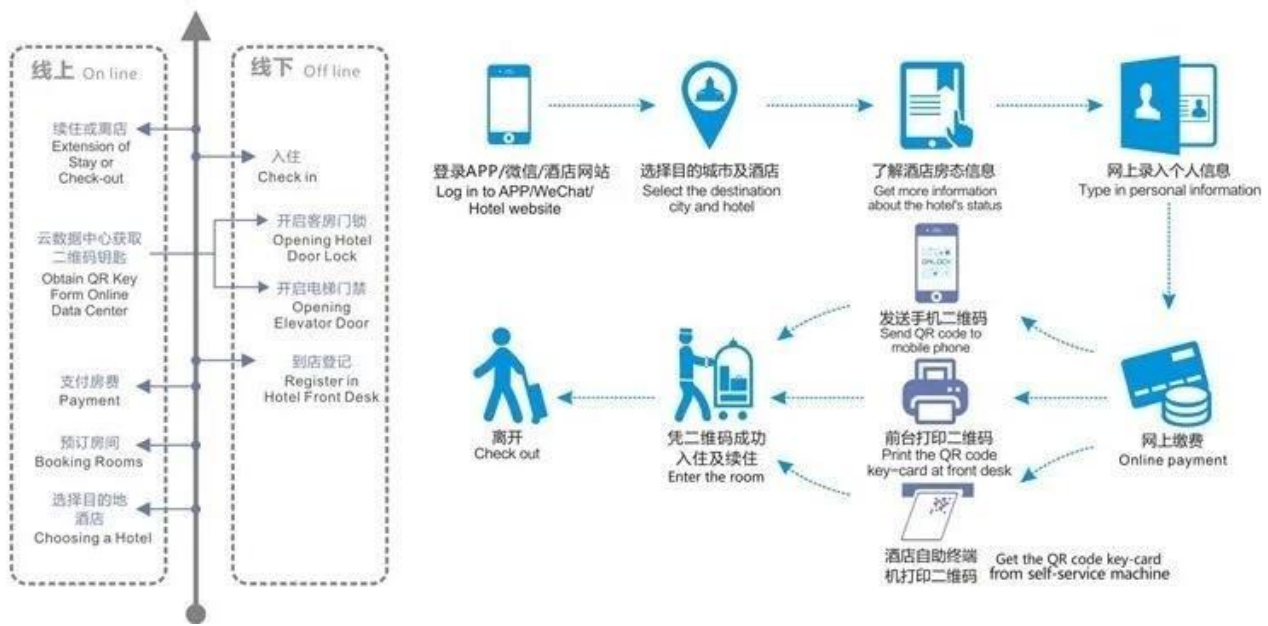 线上 On line
续住或离店
Extension of
Stay or
Check-out
云数据中心获取
二维码钥匙
Obtain QR Key
Form Online
Data Center
支付房费
Payment
预订房间
Booking Rooms
选择目的地
酒店
Choosing a Hotel
线下 Off line
入住
Check in
开启客房门锁
Opening Hotel
Door Lock
开启电梯门禁
Opening
Elevator Door
到店登记
Register in
Hotel Front Desk
登录APP/微信/酒店网站
Log in to APP/WeChat/
Hotel website
选择目的城市及酒店
Select the destination
city and hotel
了解酒店房态信息
Get more information
about the hotel's status
网上录入个人信息
Type in personal information
发送手机二维码
Send QR code to
mobile phone
前台打印二维码
Print the QR code
key-card at front desk
酒店自助终端
机打印二维码
Get the QR code key-card
from self-service machine
网上缴费
Online payment
凭二维码成功
入住及续住
Enter the room
离开
Check out